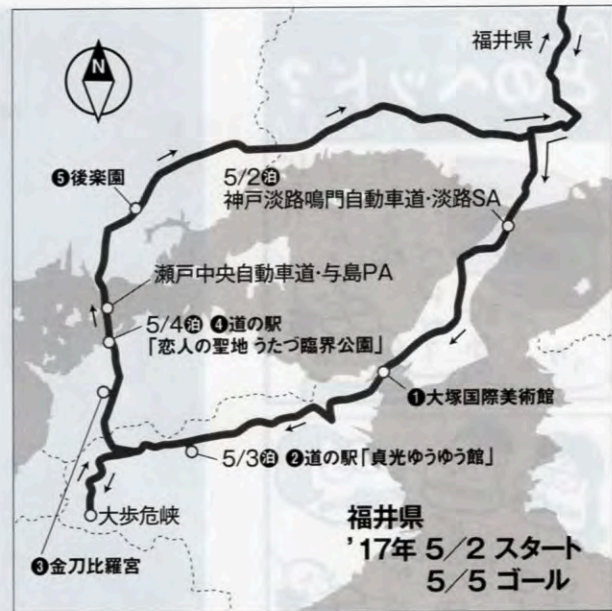 N
福井県
❺後楽園
5/2泊
神戸淡路鳴門自動車道・淡路SA
瀬戸中央自動車道・与島PA
5/4泊 ❹道の駅
「恋人の聖地 うたづ臨界公園」
❶大塚国際美術館
5/3泊 ❷道の駅「貞光ゆうゆう館」
大歩危峡
❸金刀比羅宮
福井県
’17年 5/2 スタート
5/5 ゴール